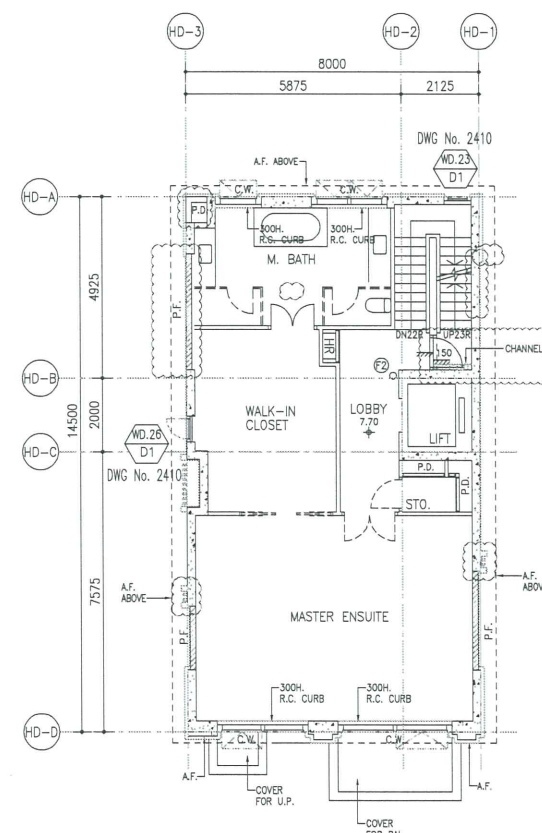 HD-3
HD-2
HD-1
8000
5875
2125
DWG No. 2410
WD.23
D1
A.F. ABOVE
C.W.
C.W.
HD-A
P.D
300H.
R.C. CURB
300H.
R.C. CURB
M. BATH
4925
P.F.
DN22R
UP23R
150
CHANNEL
HR
F2
HD-B
2000
14500
WALK-IN
CLOSET
LOBBY
7.70
LIFT
WD.26
D1
HD-C
DWG No. 2410
P.D.
P.D.
STO.
7575
A.F.
ABOVE
A.F.
P.F.
MASTER ENSUITE
P.F.
300H.
R.C. CURB
300H.
R.C. CURB
HD-D
C.W.
C.W.
A.F.
A.F.
COVER
FOR U.P.
COVER